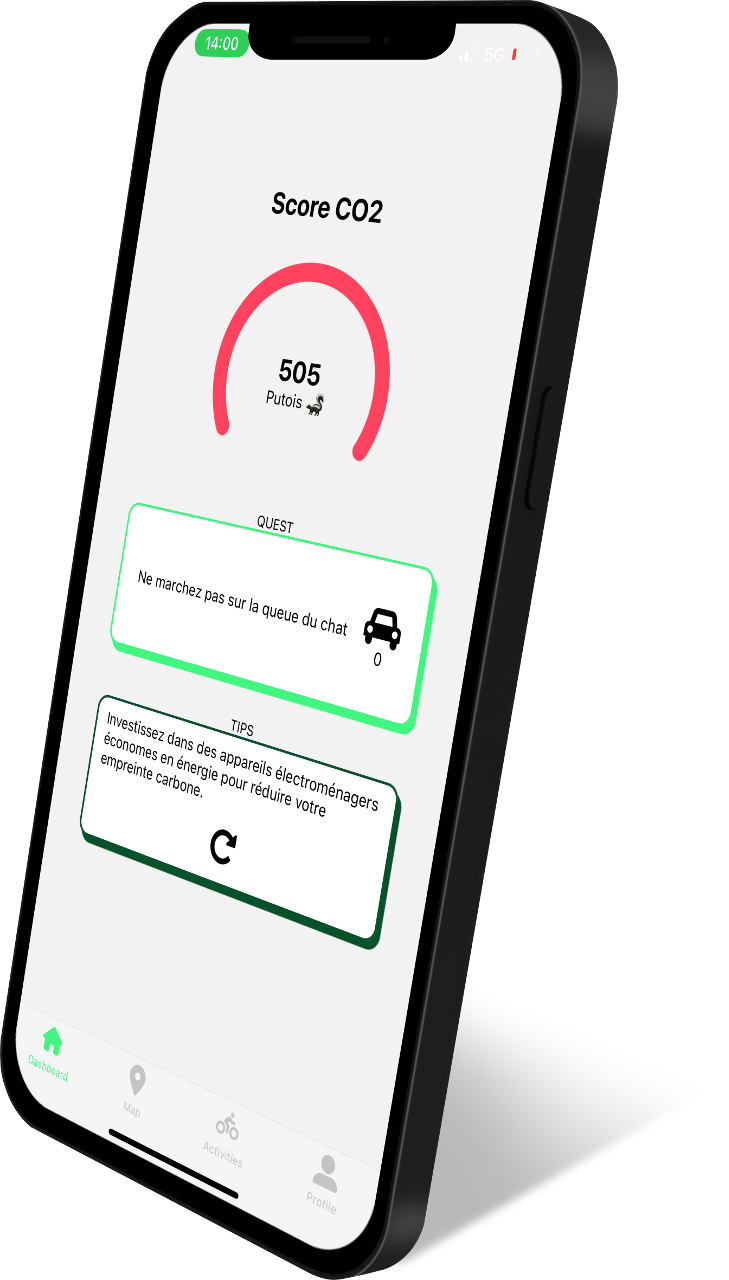 14:00
5G
Score CO2
505
Putois 🦨
QUEST
Ne marchez pas sur la queue du chat
0
TIPS
Investissez dans des appareils électroménagers
économes en énergie pour réduire votre
empreinte carbone.
Dashboard
Map
Activities
Profile